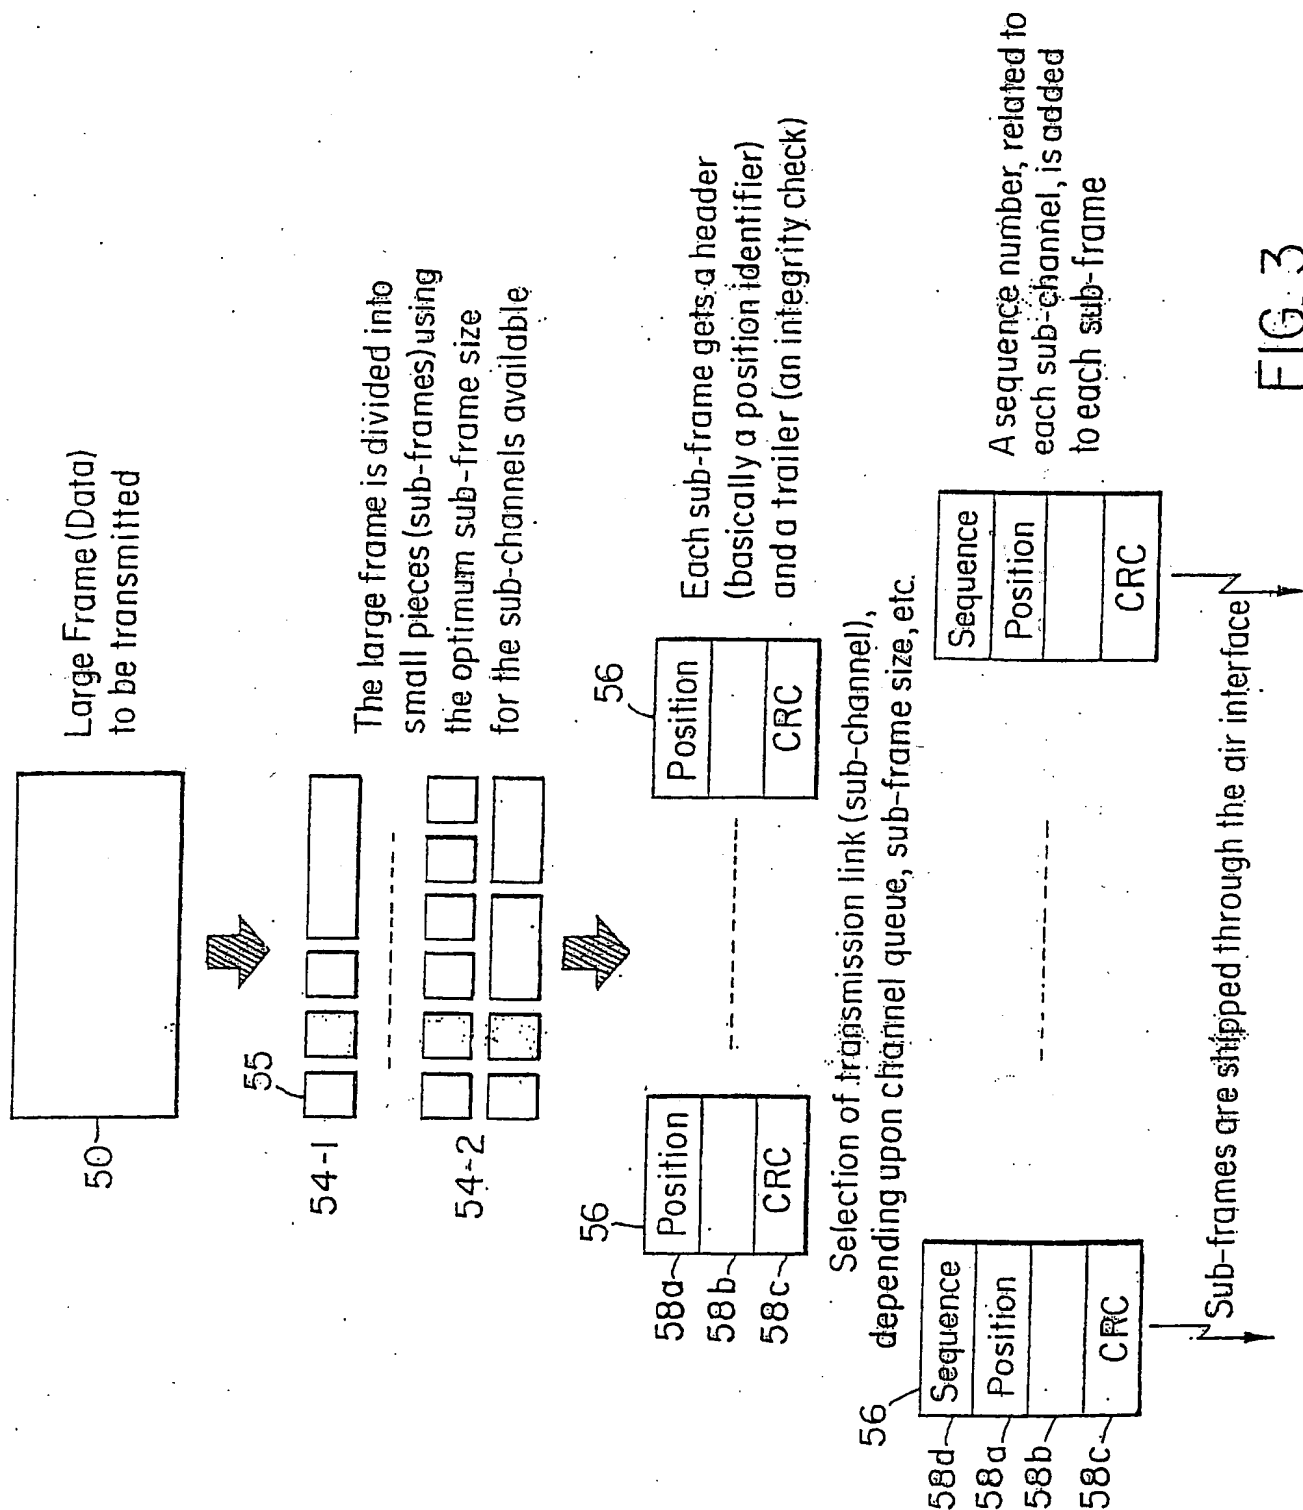 Large Frame (Data)
to be transmitted
50
The large frame is divided into
small pieces (sub-frames) using
the optimum sub-frame size
for the sub-channels available
55
54-1
54-2
Each sub-frame gets a header
(basically a position identifier)
and a trailer (an integrity check)
56
Position
CRC
58a
58b
58c
56
Position
CRC
Selection of transmission link (sub-channel),
depending upon channel queue, sub-frame size, etc.
A sequence number, related to
each sub-channel, is added
to each sub-frame
56
Sequence
Position
CRC
58d
58a
58b
58c
Sequence
Position
CRC
Sub-frames are shipped through the air interface
FIG. 3